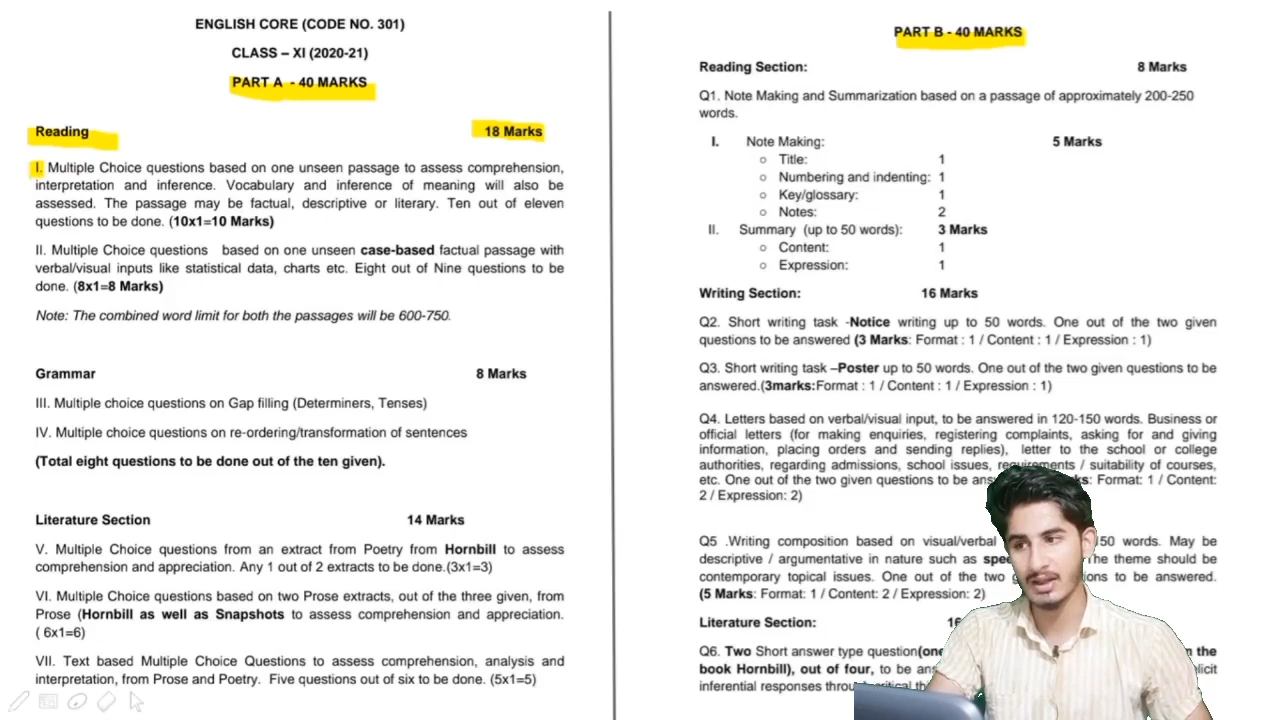 ENGLISH CORE (CODE NO. 301)
CLASS – XI (2020-21)
PART A - 40 MARKS
Reading 18 Marks
I. Multiple Choice questions based on one unseen passage to assess comprehension,
interpretation and inference. Vocabulary and inference of meaning will also be
assessed. The passage may be factual, descriptive or literary. Ten out of eleven
questions to be done. (10x1=10 Marks)
II. Multiple Choice questions based on one unseen case-based factual passage with
verbal/visual inputs like statistical data, charts etc. Eight out of Nine questions to be
done. (8x1=8 Marks)
Note: The combined word limit for both the passages will be 600-750.
Grammar 8 Marks
III. Multiple choice questions on Gap filling (Determiners, Tenses)
IV. Multiple choice questions on re-ordering/transformation of sentences
(Total eight questions to be done out of the ten given).
Literature Section 14 Marks
V. Multiple Choice questions from an extract from Poetry from Hornbill to assess
comprehension and appreciation. Any 1 out of 2 extracts to be done.(3x1=3)
VI. Multiple Choice questions based on two Prose extracts, out of the three given, from
Prose (Hornbill as well as Snapshots to assess comprehension and appreciation.
( 6x1=6)
VII. Text based Multiple Choice Questions to assess comprehension, analysis and
interpretation, from Prose and Poetry. Five questions out of six to be done. (5x1=5)
PART B - 40 MARKS
Reading Section: 8 Marks
Q1. Note Making and Summarization based on a passage of approximately 200-250
words.
I. Note Making: 5 Marks
○ Title: 1
○ Numbering and indenting: 1
○ Key/glossary: 1
○ Notes: 2
II. Summary (up to 50 words): 3 Marks
○ Content: 1
○ Expression: 1
Writing Section: 16 Marks
Q2. Short writing task -Notice writing up to 50 words. One out of the two given
questions to be answered (3 Marks: Format : 1 / Content : 1 / Expression : 1)
Q3. Short writing task –Poster up to 50 words. One out of the two given questions to be
answered.(3marks:Format : 1 / Content : 1 / Expression : 1)
Q4. Letters based on verbal/visual input, to be answered in 120-150 words. Business or
official letters (for making enquiries, registering complaints, asking for and giving
information, placing orders and sending replies), letter to the school or college
authorities, regarding admissions, school issues, requirements / suitability of courses,
etc. One out of the two given questions to be Format: 1 / Content:
2 / Expression: 2)
Q5 .Writing composition based on visual/verbal 50 words. May be
descriptive / argumentative in nature such as The theme should be
contemporary topical issues. One out of the two to be answered.
(5 Marks: Format: 1 / Content: 2 / Expression: 2)
Literature Section:
Q6. Two Short answer type question the
book Hornbill), out of four, to be
inferential responses